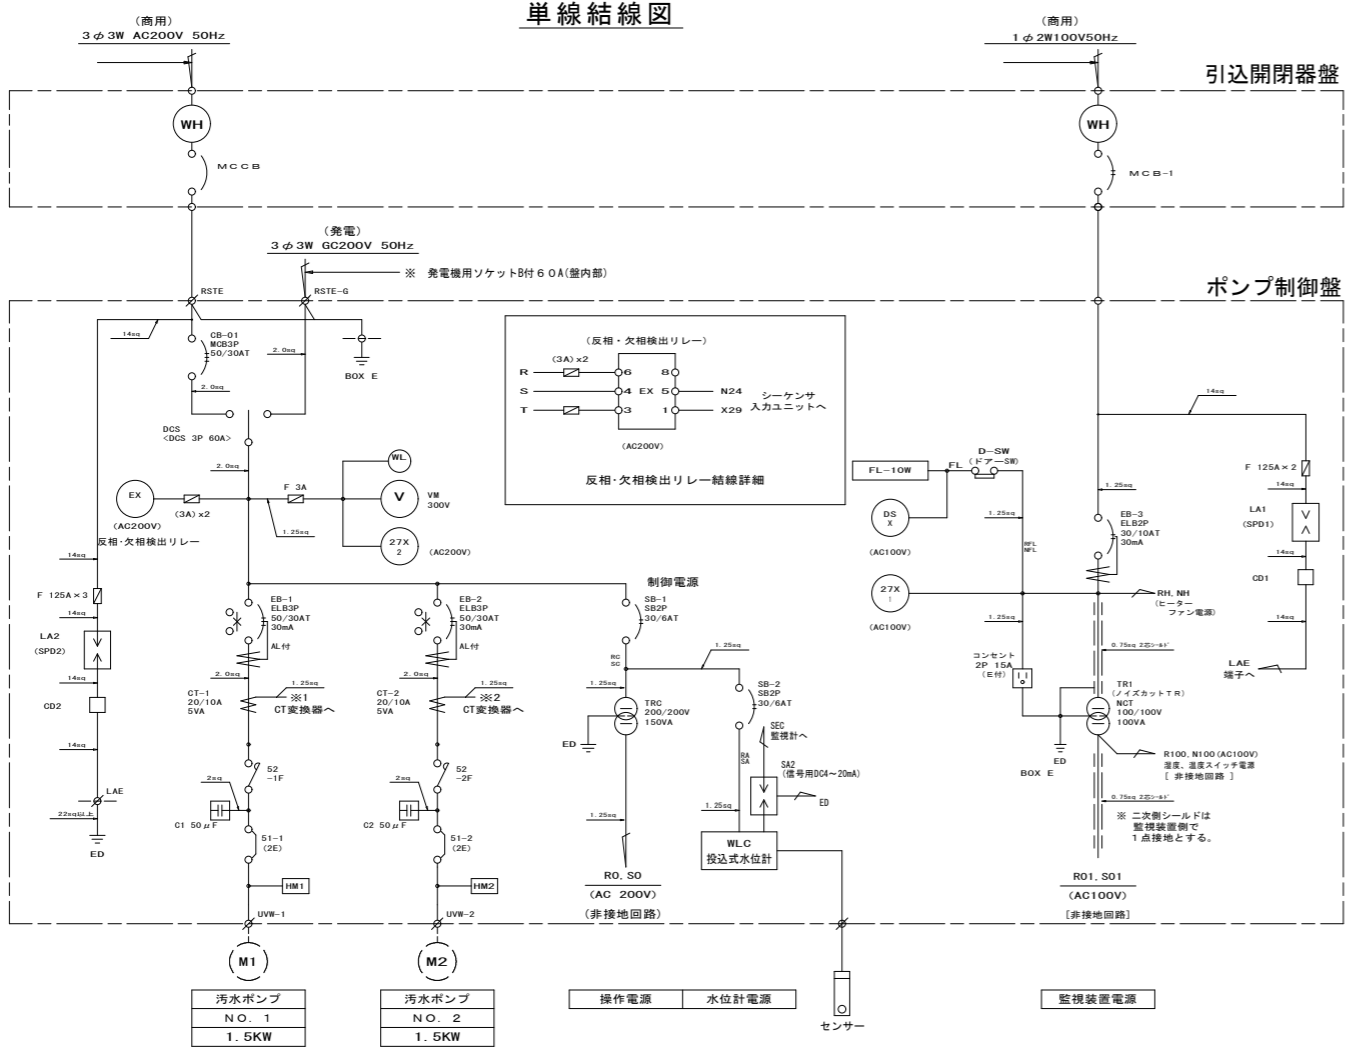 単線結線図
(商用)
3φ3W AC200V 50Hz
(商用)
1φ2W100V50Hz
引込開閉器盤
WH
MCCB
WH
MCB-1
(発電)
3φ3W GC200V 50Hz
※ 発電機用ソケットB付60A(盤内部)
ポンプ制御盤
RSTE
RSTE-G
14sq
CB-01
MCB3P
50/30AT
2.0sq
BOX E
2.0sq
DCS
<DCS 3P 60A>
2.0sq
(反相・欠相検出リレー)
(3A)x2
R
S
T
6
8
4 EX 5
3
1
N24
X29
シーケンサ
入力ユニットへ
(AC200V)
反相・欠相検出リレー結線詳細
EX
(3A)x2
(AC200V)
反相・欠相検出リレー
F 3A
1.25sq
WL
V
VM
300V
27X
2
(AC200V)
14sq
F 125A×3
14sq
LA2
(SPD2)
14sq
CD2
14sq
LAE
22sq以上
ED
EB-1
ELB3P
50/30AT
30mA
AL付
2.0sq
CT-1
20/10A
5VA
1.25sq
※1
CT変換器へ
52
-1F
2sq
C1 50μF
51-1
(2E)
HM1
UVW-1
M1
汚水ポンプ
NO. 1
1.5KW
EB-2
ELB3P
50/30AT
30mA
AL付
2.0sq
CT-2
20/10A
5VA
1.25sq
※2
CT変換器へ
52
-2F
2sq
C2 50μF
51-2
(2E)
HM2
UVW-2
M2
汚水ポンプ
NO. 2
1.5KW
制御電源
SB-1
SB2P
30/6AT
RC
SC
1.25sq
1.25sq
TRC
200/200V
150VA
ED
1.25sq
R0, S0
(AC 200V)
(非接地回路)
操作電源
SB-2
SB2P
30/6AT
SEC
監視計へ
RA
SA
SA2
(信号用DC4~20mA)
ED
1.25sq
WLC
投込式水位計
水位計電源
センサー
FL-10W
FL
D-SW
(ドアーSW)
DS
X
(AC100V)
1.25sq
RFL
NFL
27X
1
(AC100V)
1.25sq
コンセント
2P 15A
(E付)
BOX E
ED
14sq
1.25sq
EB-3
ELB2P
30/10AT
30mA
RH, NH
(ヒーター
ファン電源)
0.75sq 2芯シールド
TR1
(ノイズカットTR)
NCT
100/100V
100VA
R100, N100(AC100V)
湿度、温度スイッチ電源
[ 非接地回路 ]
0.75sq 2芯シールド
※ 二次側シールドは
監視装置側で
1点接地とする。
R01, S01
(AC100V)
[非接地回路]
監視装置電源
F 125A×2
14sq
LA1
(SPD1)
14sq
CD1
14sq
LAE
端子へ